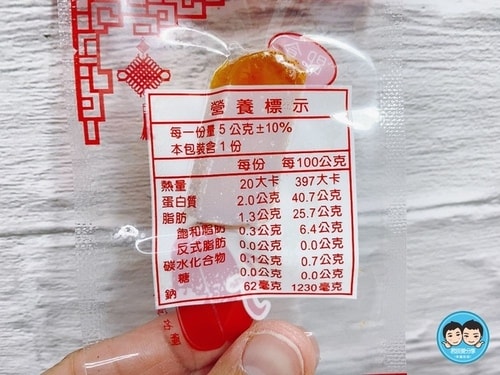 營養標示
每一份量 5 公克±10%
本包裝含 1 份
每份 每100公克
熱量 20大卡 397大卡
蛋白質 2.0公克 40.7公克
脂肪 1.3公克 25.7公克
飽和脂肪 0.3公克 6.4公克
反式脂肪 0.0公克 0.0公克
碳水化合物 0.1公克 0.7公克
糖 0.0公克 0.0公克
鈉 62毫克 1230毫克